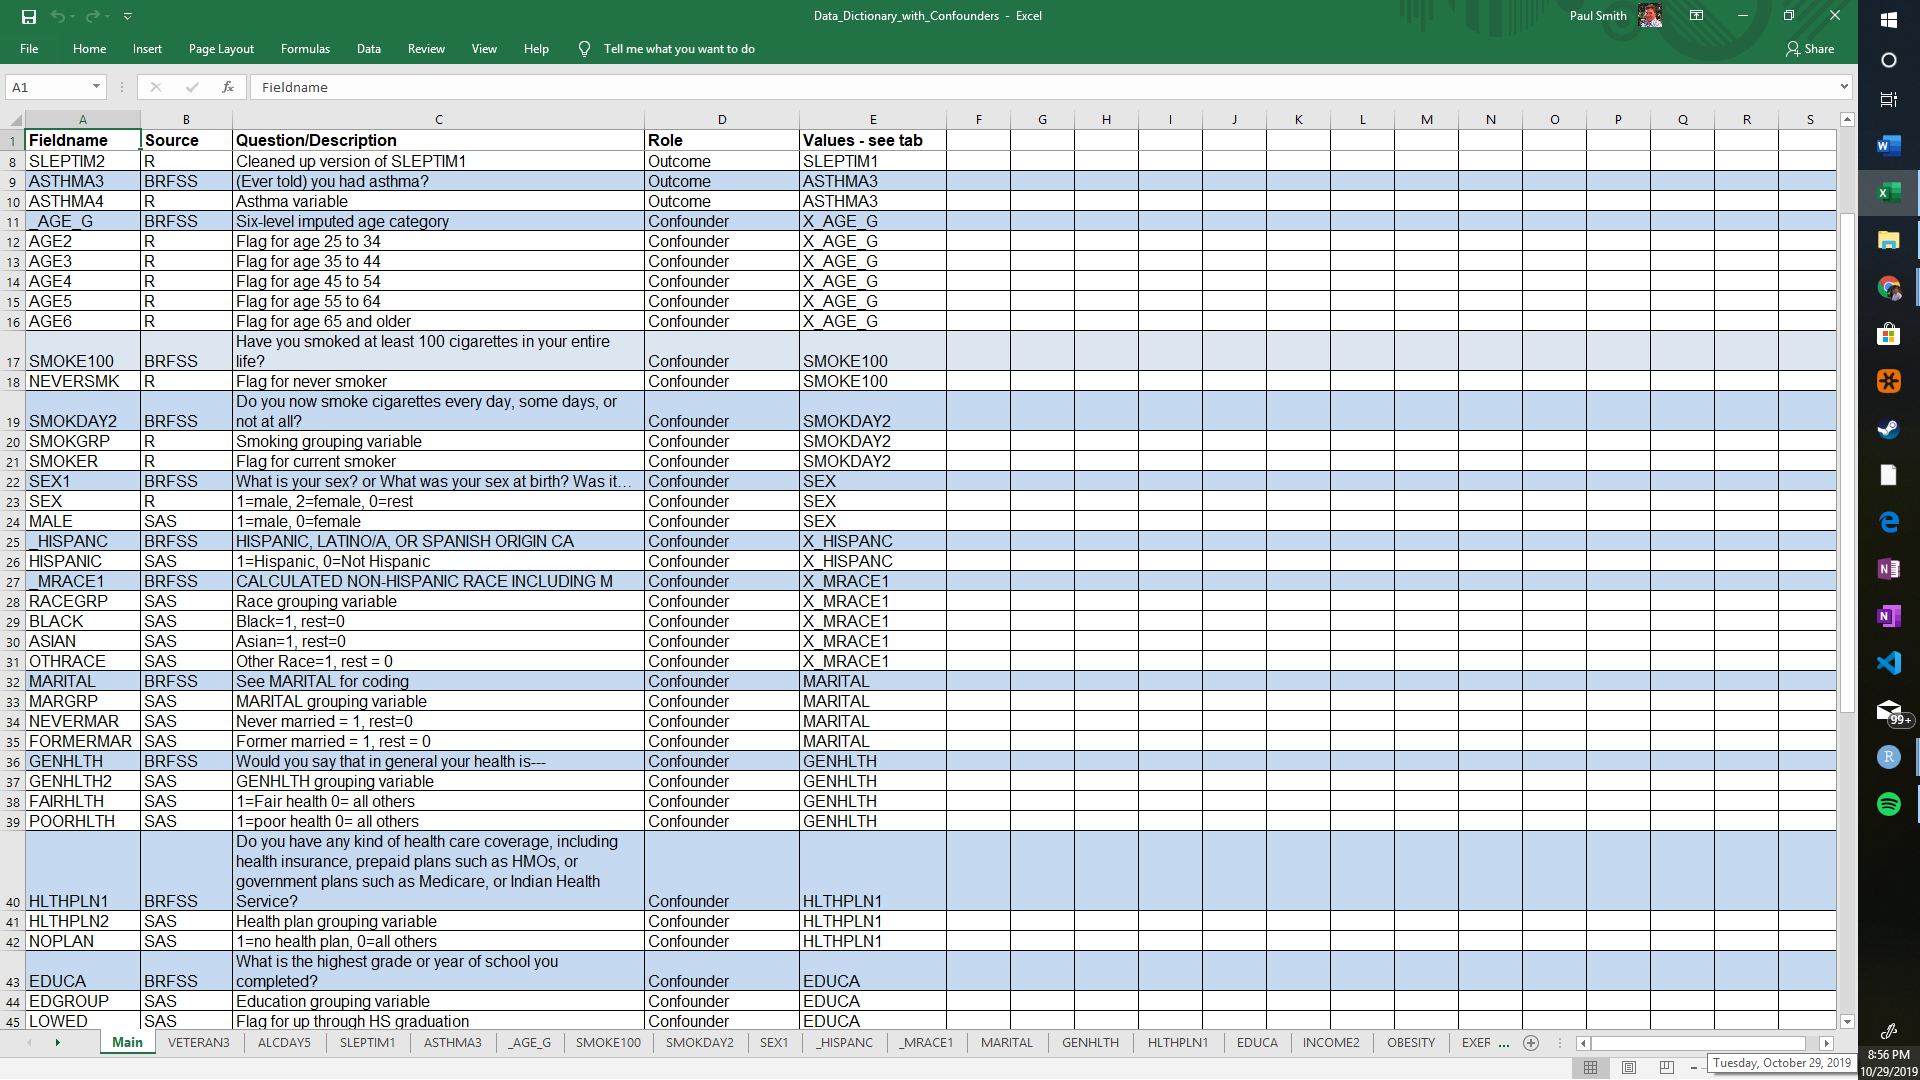 Data_Dictionary_with_Confounders - Excel
Paul Smith
File Home Insert Page Layout Formulas Data Review View Help Tell me what you want to do Share
A1 fx Fieldname
A B C D E F G H I J K L M N O P Q R S
1 Fieldname Source Question/Description Role Values - see tab
8 SLEPTIM2 R Cleaned up version of SLEPTIM1 Outcome SLEPTIM1
9 ASTHMA3 BRFSS (Ever told) you had asthma? Outcome ASTHMA3
10 ASTHMA4 R Asthma variable Outcome ASTHMA3
11 _AGE_G BRFSS Six-level imputed age category Confounder X_AGE_G
12 AGE2 R Flag for age 25 to 34 Confounder X_AGE_G
13 AGE3 R Flag for age 35 to 44 Confounder X_AGE_G
14 AGE4 R Flag for age 45 to 54 Confounder X_AGE_G
15 AGE5 R Flag for age 55 to 64 Confounder X_AGE_G
16 AGE6 R Flag for age 65 and older Confounder X_AGE_G
Have you smoked at least 100 cigarettes in your entire
17 SMOKE100 BRFSS life? Confounder SMOKE100
18 NEVERSMK R Flag for never smoker Confounder SMOKE100
Do you now smoke cigarettes every day, some days, or
19 SMOKDAY2 BRFSS not at all? Confounder SMOKDAY2
20 SMOKGRP R Smoking grouping variable Confounder SMOKDAY2
21 SMOKER R Flag for current smoker Confounder SMOKDAY2
22 SEX1 BRFSS What is your sex? or What was your sex at birth? Was it… Confounder SEX
23 SEX R 1=male, 2=female, 0=rest Confounder SEX
24 MALE SAS 1=male, 0=female Confounder SEX
25 _HISPANC BRFSS HISPANIC, LATINO/A, OR SPANISH ORIGIN CA Confounder X_HISPANC
26 HISPANIC SAS 1=Hispanic, 0=Not Hispanic Confounder X_HISPANC
27 _MRACE1 BRFSS CALCULATED NON-HISPANIC RACE INCLUDING M Confounder X_MRACE1
28 RACEGRP SAS Race grouping variable Confounder X_MRACE1
29 BLACK SAS Black=1, rest=0 Confounder X_MRACE1
30 ASIAN SAS Asian=1, rest=0 Confounder X_MRACE1
31 OTHRACE SAS Other Race=1, rest = 0 Confounder X_MRACE1
32 MARITAL BRFSS See MARITAL for coding Confounder MARITAL
33 MARGRP SAS MARITAL grouping variable Confounder MARITAL
34 NEVERMAR SAS Never married = 1, rest=0 Confounder MARITAL
35 FORMERMAR SAS Former married = 1, rest = 0 Confounder MARITAL
36 GENHLTH BRFSS Would you say that in general your health is--- Confounder GENHLTH
37 GENHLTH2 SAS GENHLTH grouping variable Confounder GENHLTH
38 FAIRHLTH SAS 1=Fair health 0= all others Confounder GENHLTH
39 POORHLTH SAS 1=poor health 0= all others Confounder GENHLTH
Do you have any kind of health care coverage, including
health insurance, prepaid plans such as HMOs, or
government plans such as Medicare, or Indian Health
40 HLTHPLN1 BRFSS Service? Confounder HLTHPLN1
41 HLTHPLN2 SAS Health plan grouping variable Confounder HLTHPLN1
42 NOPLAN SAS 1=no health plan, 0=all others Confounder HLTHPLN1
What is the highest grade or year of school you
43 EDUCA BRFSS completed? Confounder EDUCA
44 EDGROUP SAS Education grouping variable Confounder EDUCA
45 LOWED SAS Flag for up through HS graduation Confounder EDUCA
Main VETERAN3 ALCDAY5 SLEPTIM1 ASTHMA3 _AGE_G SMOKE100 SMOKDAY2 SEX1 _HISPANC _MRACE1 MARITAL GENHLTH HLTHPLN1 EDUCA INCOME2 OBESITY EXER ...
Tuesday, October 29, 2019
99+
8:56 PM
10/29/2019